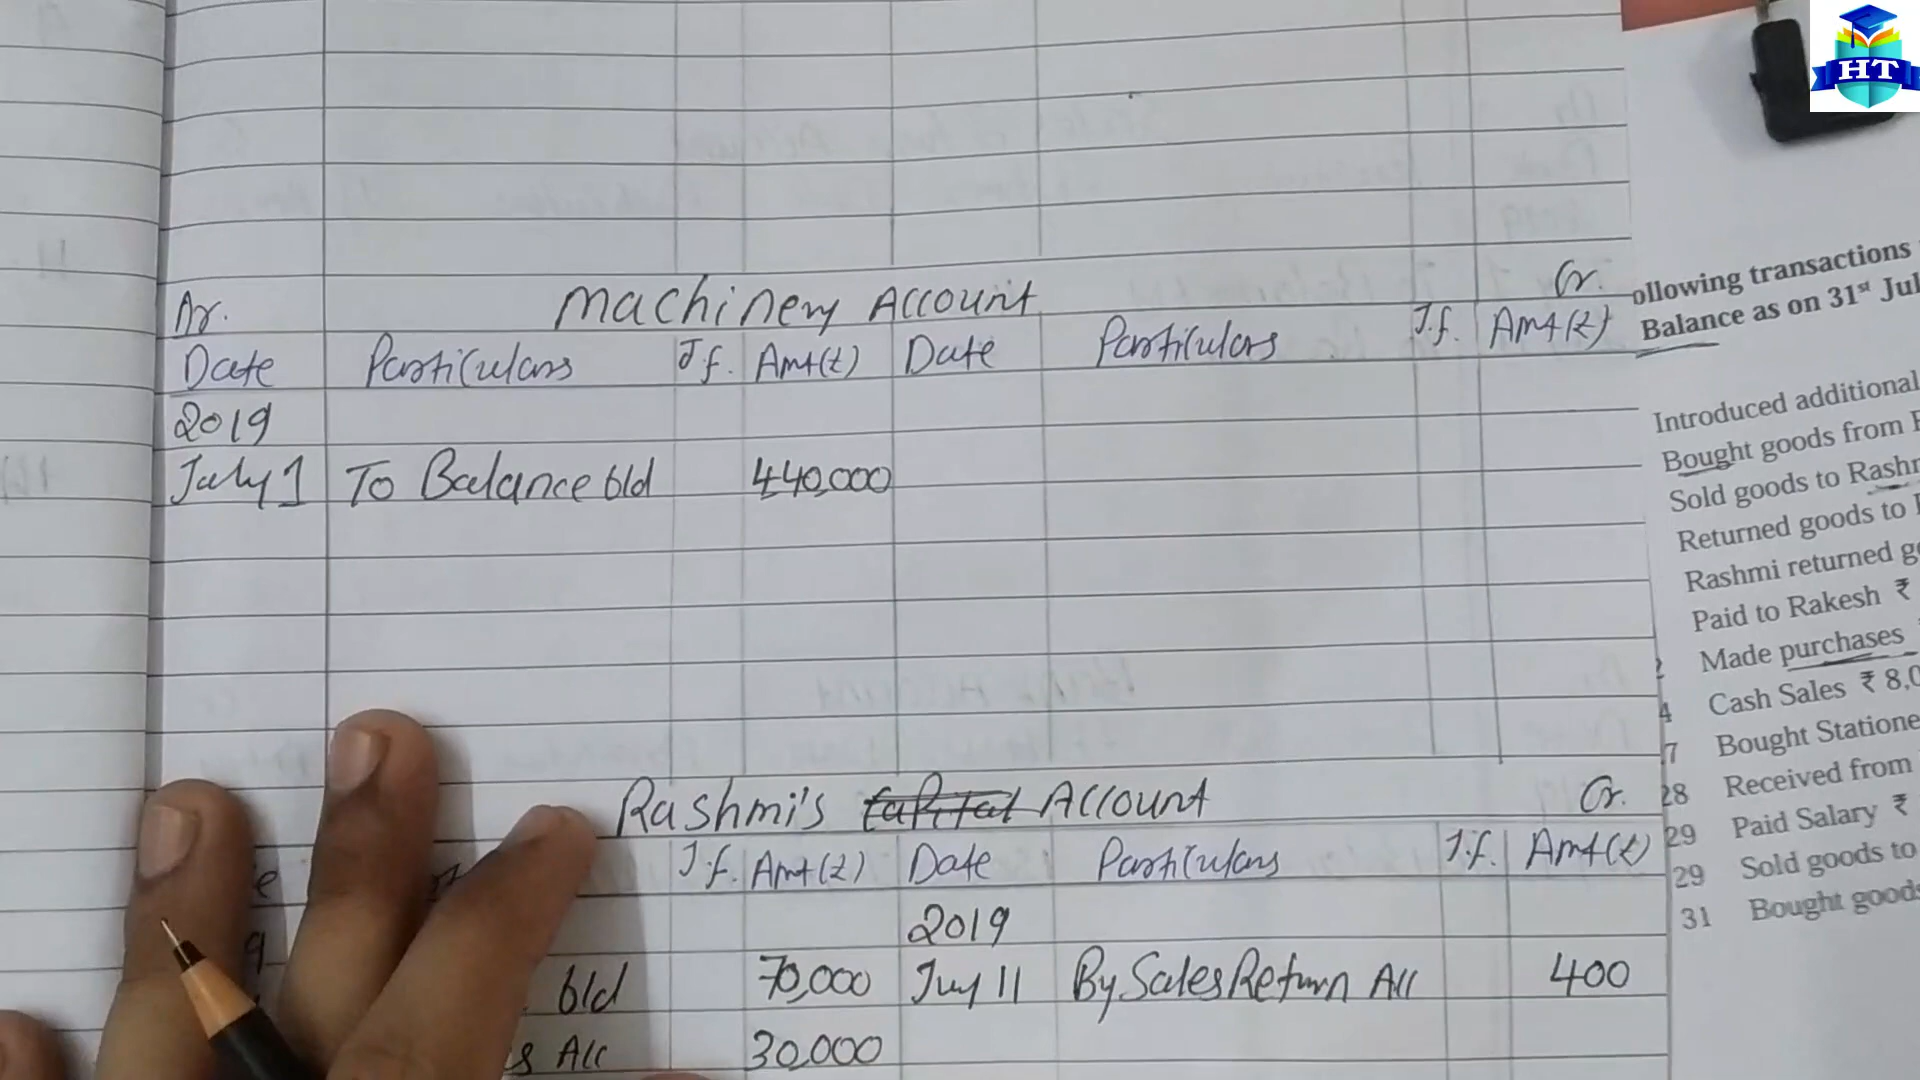 HT
Dr. Machinery Account Cr.
Date Particulars J.f. Amt(₹) Date Particulars J.f. Amt(₹)
2019
July 1 To Balance b/d 440,000
Rashmi's Capital Account Cr.
J.f. Amt(₹) Date Particulars J.f. Amt(₹)
2019
b/d 70,000 July 11 By Sales Return A/c 400
A/c 30,000
ollowing transactions
Balance as on 31st Jul
Introduced additional
Bought goods from
Sold goods to Rash
Returned goods to
Rashmi returned g
Paid to Rakesh ₹
Made purchases
4 Cash Sales ₹ 8,0
7 Bought Statione
28 Received from
29 Paid Salary ₹
29 Sold goods to
31 Bought goods